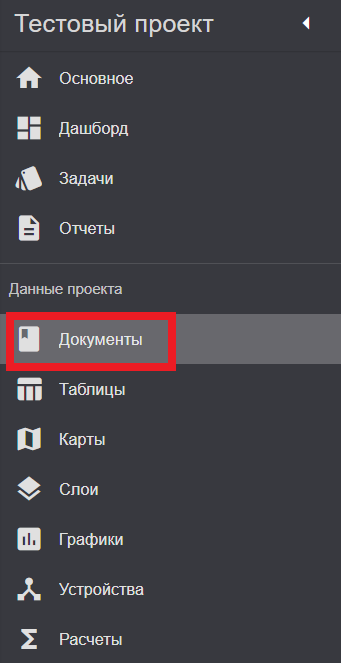 Тестовый проект
Основное
Дашборд
Задачи
Отчеты
Данные проекта
Документы
Таблицы
Карты
Слои
Графики
Устройства
Расчеты